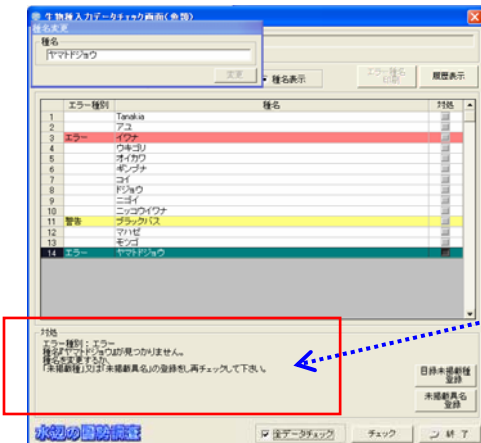 生物種入力データチェック画面(魚類)
種名変更
種名
ヤマトドジョウ
変更
種名表示
エラー種名
印刷
履歴表示
エラー種別 種名 対処
1 Tanakia
2 アユ
3 エラー イワナ
4 ウキゴリ
5 オイカワ
6 ギンブナ
7 コイ
8 ドジョウ
9 ニゴイ
10 ニッコウイワナ
11 警告 ブラックバス
12 マハゼ
13 モツゴ
14 エラー ヤマトドジョウ
対処
エラー種別：エラー
種名『ヤマトドジョウ』が見つかりません。
種名を変更するか、
「未掲載種」又は「未掲載異名」の登録をし、再チェックして下さい。
目録未掲載種
登録
未掲載異名
登録
水辺の国勢調査
全データチェック
チェック
終了